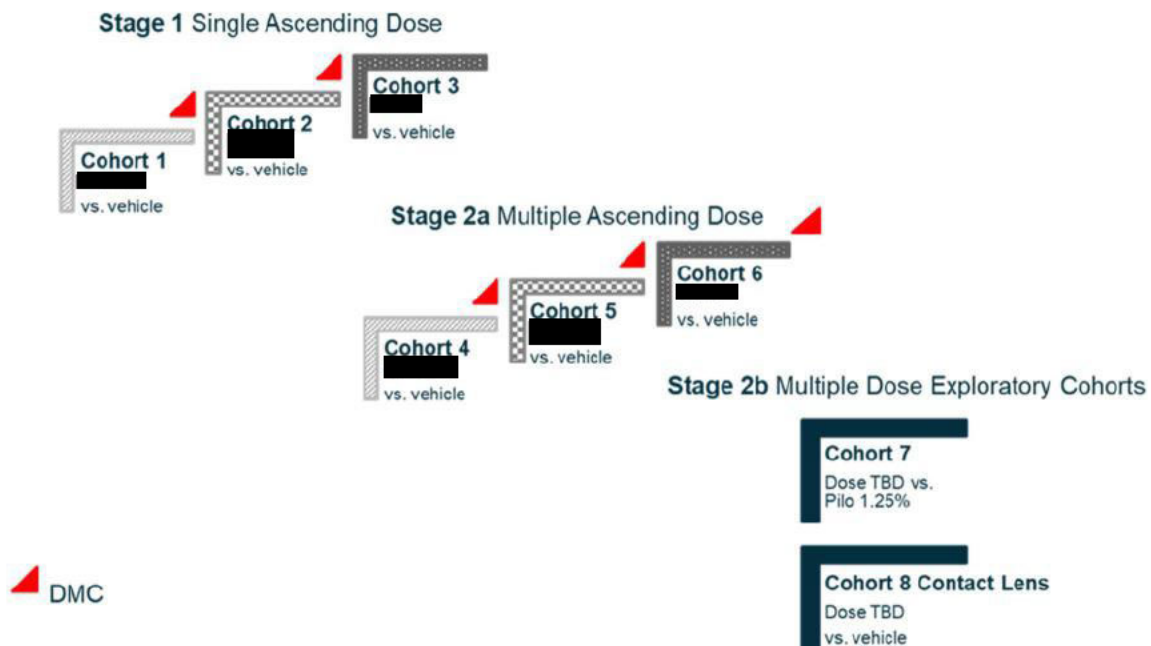 Stage 1 Single Ascending Dose
Cohort 1
vs. vehicle
Cohort 2
vs. vehicle
Cohort 3
vs. vehicle
Stage 2a Multiple Ascending Dose
Cohort 4
vs. vehicle
Cohort 5
vs. vehicle
Cohort 6
vs. vehicle
Stage 2b Multiple Dose Exploratory Cohorts
Cohort 7
Dose TBD vs.
Pilo 1.25%
Cohort 8 Contact Lens
Dose TBD
vs. vehicle
DMC